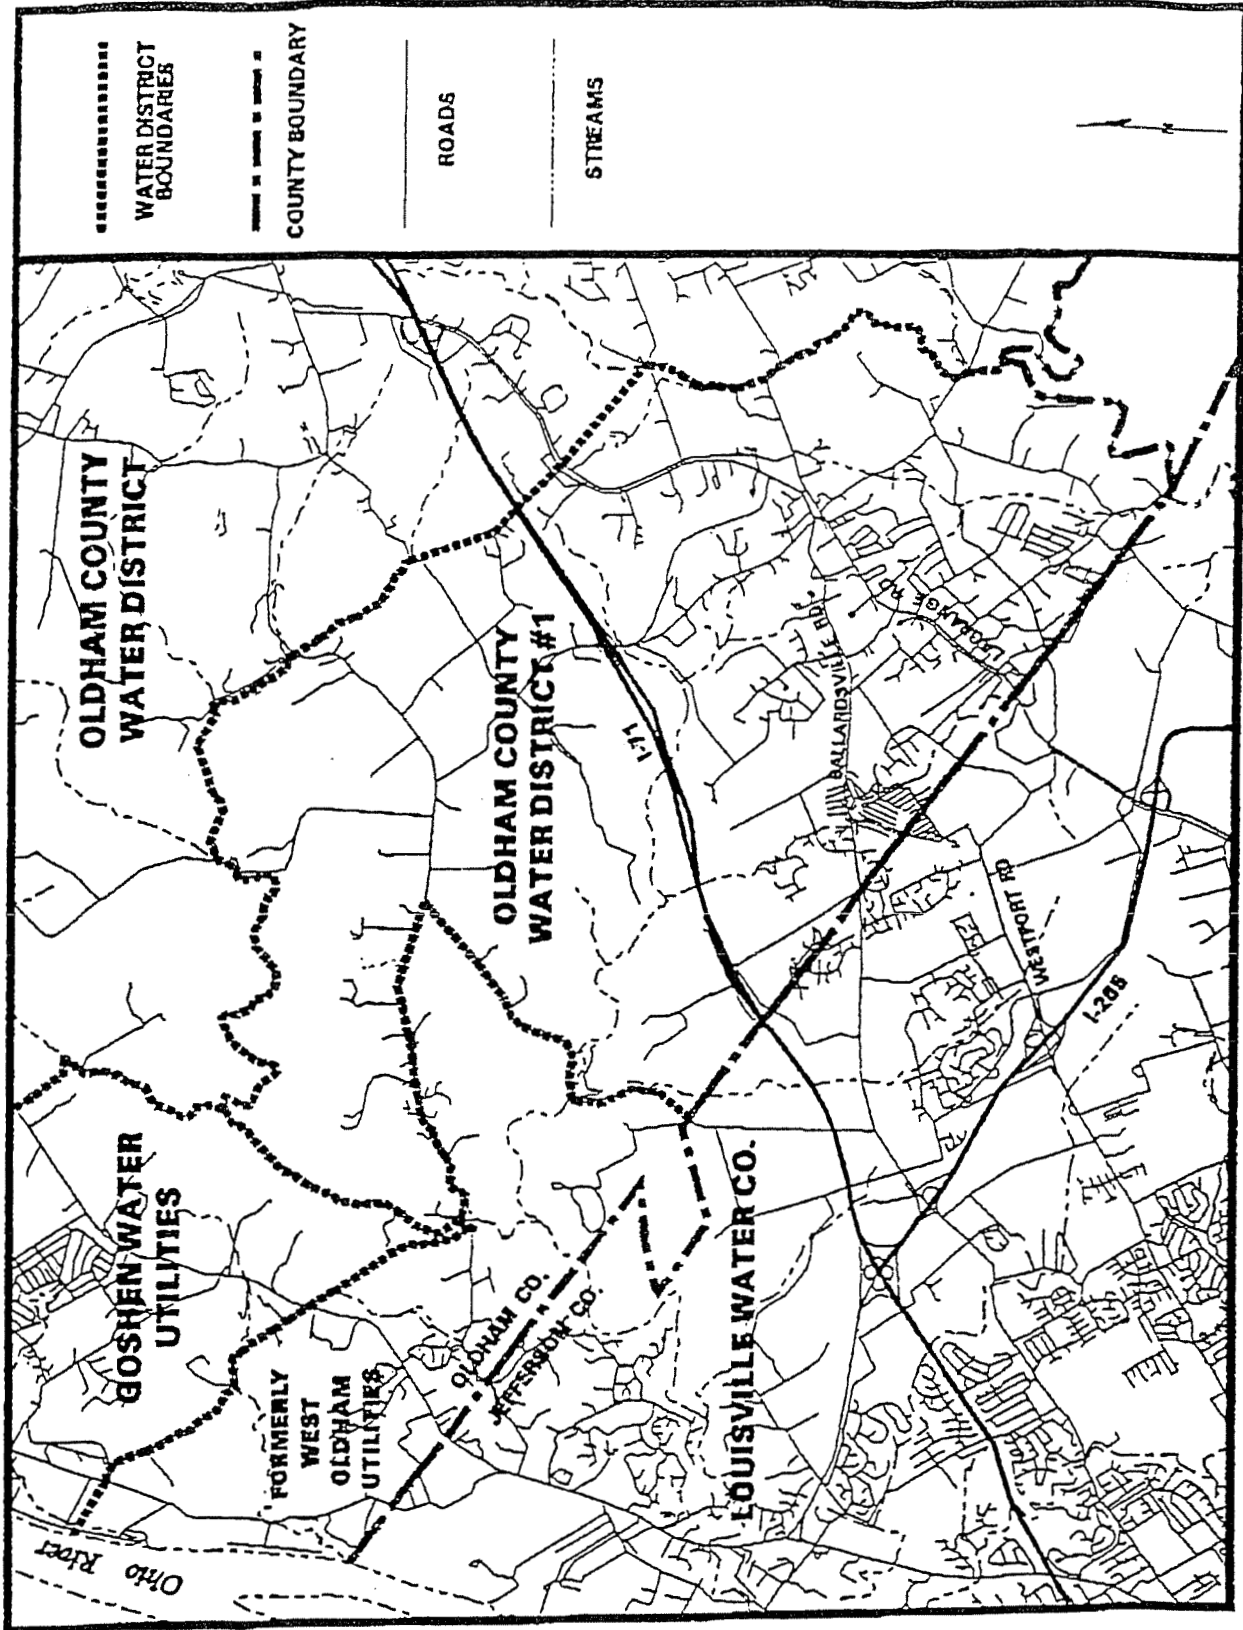 WATER DISTRICT
BOUNDARIES
COUNTY BOUNDARY
ROADS
STREAMS
N
OLDHAM COUNTY
WATER DISTRICT
OLDHAM COUNTY
WATER DISTRICT #1
GOSHEN WATER
UTILITIES
FORMERLY
WEST
OLDHAM
UTILITIES
OLDHAM CO.
JEFFERSON CO.
LOUISVILLE WATER CO.
Ohio River
I-71
BALLARDSVILLE RD.
LAGRANGE RD
WESTPORT RD
I-265